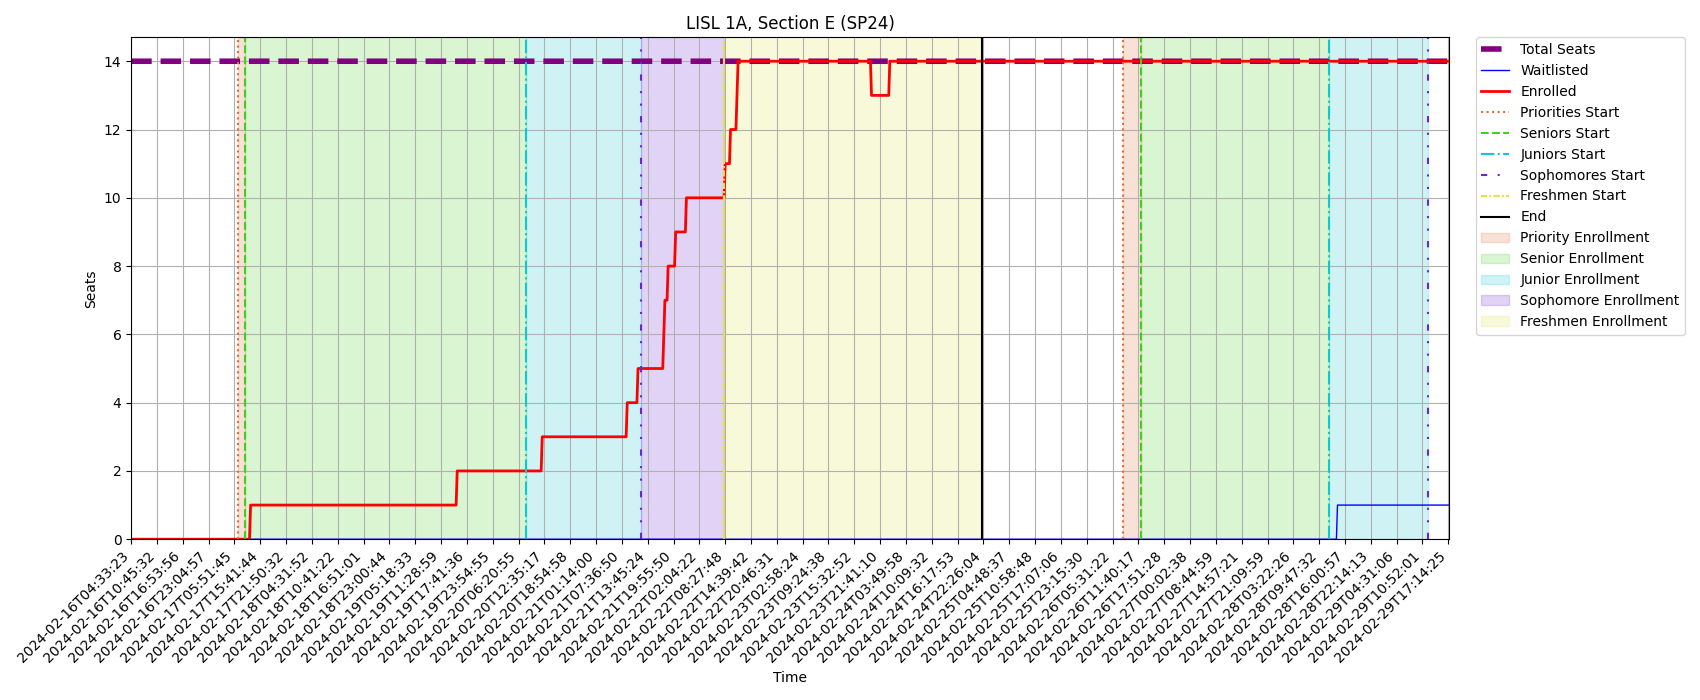 LISL 1A, Section E (SP24)
Seats
14
12
10
8
6
4
2
0
2024-02-16T04:33:23
2024-02-16T10:45:32
2024-02-16T16:53:56
2024-02-16T23:04:57
2024-02-17T05:51:45
2024-02-17T15:41:44
2024-02-17T21:50:32
2024-02-18T04:31:52
2024-02-18T10:41:22
2024-02-18T16:51:01
2024-02-18T23:00:44
2024-02-19T05:18:33
2024-02-19T11:28:59
2024-02-19T17:41:36
2024-02-19T23:54:55
2024-02-20T06:20:55
2024-02-20T12:35:17
2024-02-20T18:54:58
2024-02-21T01:14:00
2024-02-21T07:36:50
2024-02-21T13:45:24
2024-02-21T19:55:50
2024-02-22T02:04:22
2024-02-22T08:27:48
2024-02-22T14:39:42
2024-02-22T20:46:31
2024-02-23T02:58:24
2024-02-23T09:24:38
2024-02-23T15:32:52
2024-02-23T21:41:10
2024-02-24T03:49:58
2024-02-24T10:09:32
2024-02-24T16:17:53
2024-02-24T22:26:04
2024-02-25T04:48:37
2024-02-25T10:58:48
2024-02-25T17:07:06
2024-02-25T23:15:30
2024-02-26T05:31:22
2024-02-26T11:40:17
2024-02-26T17:51:28
2024-02-27T00:02:38
2024-02-27T08:44:59
2024-02-27T14:57:21
2024-02-27T21:09:59
2024-02-28T03:22:26
2024-02-28T09:47:32
2024-02-28T16:00:57
2024-02-28T22:14:13
2024-02-29T04:31:06
2024-02-29T10:52:01
2024-02-29T17:14:25
Time
Total Seats
Waitlisted
Enrolled
Priorities Start
Seniors Start
Juniors Start
Sophomores Start
Freshmen Start
End
Priority Enrollment
Senior Enrollment
Junior Enrollment
Sophomore Enrollment
Freshmen Enrollment